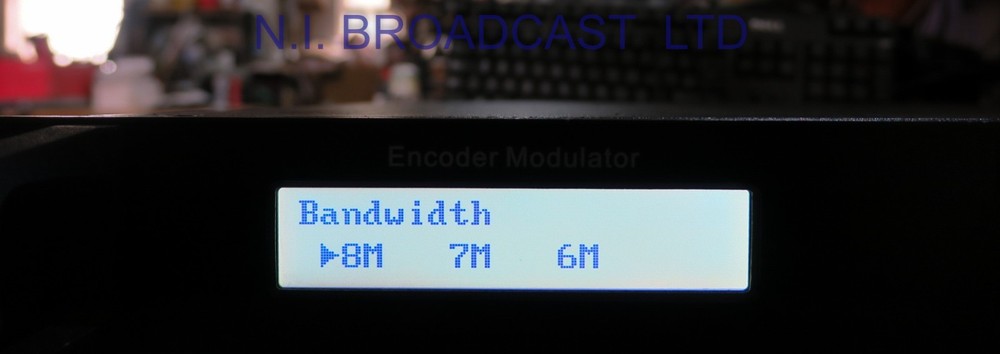 N.I. BROADCAST LTD
Encoder Modulator
Bandwidth
▶8M 7M 6M